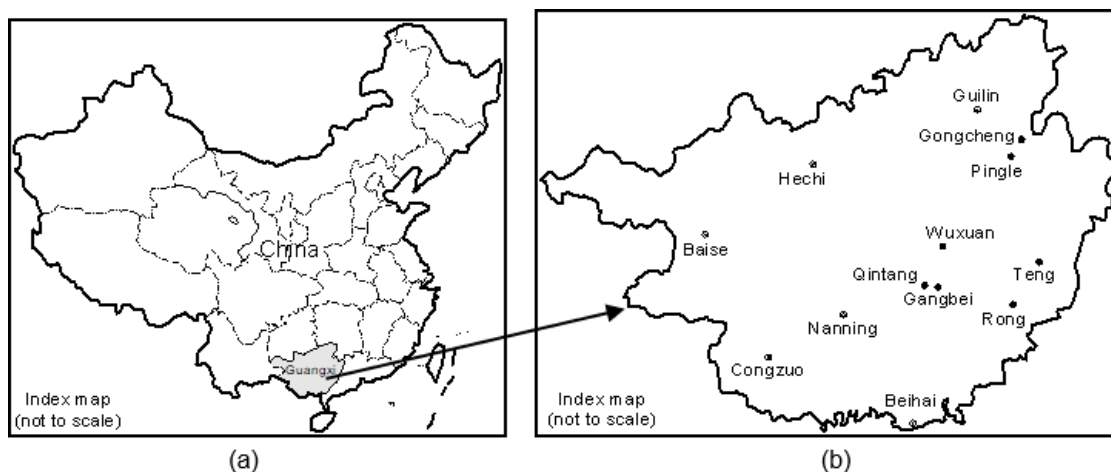 China
Guangxi
Index map
(not to scale)
(a)
Guilin
Gongcheng
Pingle
Hechi
Baise
Wuxuan
Qintang
Teng
Gangbei
Rong
Nanning
Congzuo
Beihai
Index map
(not to scale)
(b)